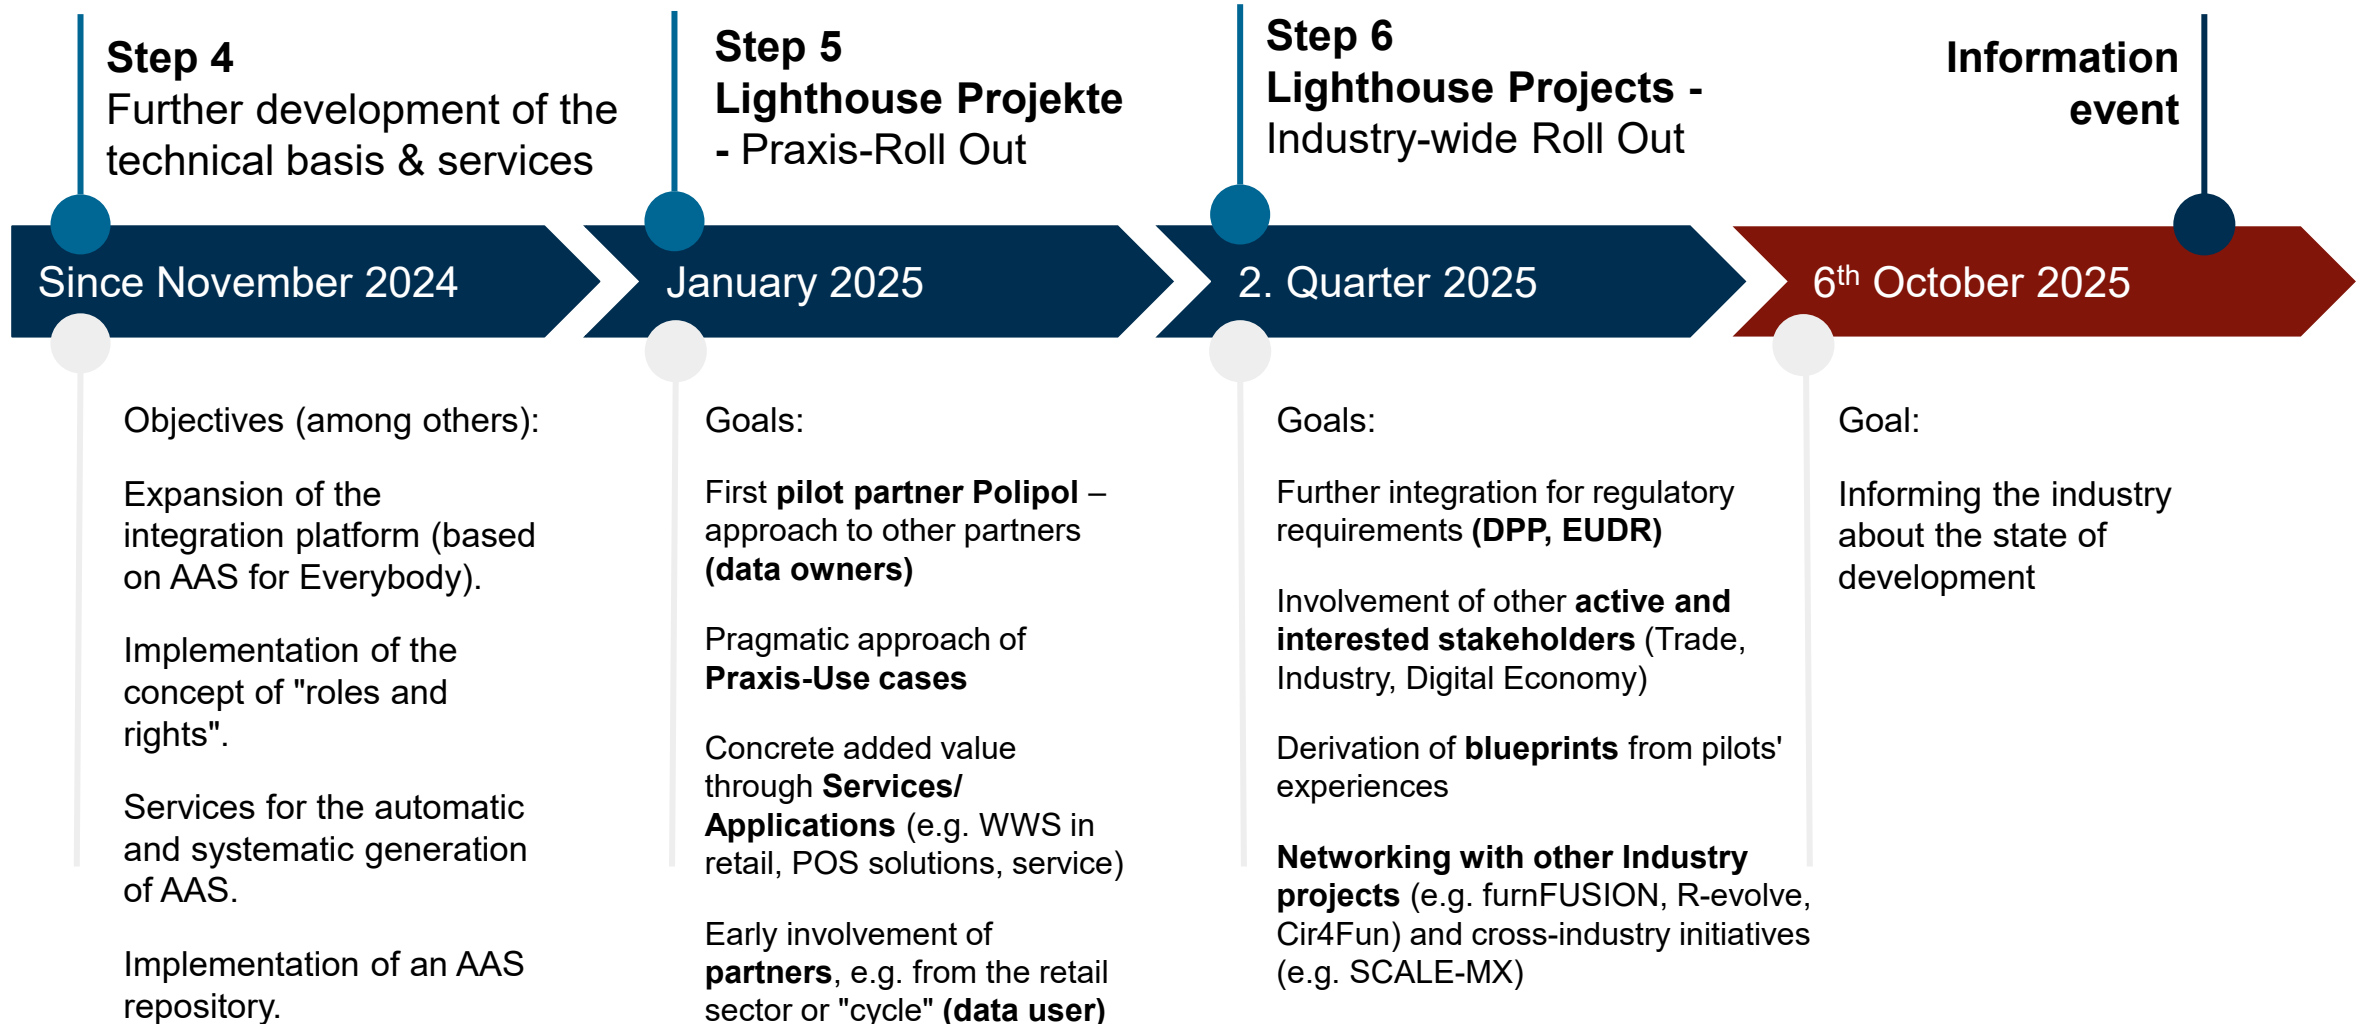 Step 4
Further development of the
technical basis & services
Step 5
Lighthouse Projekte
- Praxis-Roll Out
Step 6
Lighthouse Projects -
Industry-wide Roll Out
Information
event
Since November 2024
January 2025
2. Quarter 2025
6th October 2025
Objectives (among others):
Expansion of the
integration platform (based
on AAS for Everybody).
Implementation of the
concept of "roles and
rights".
Services for the automatic
and systematic generation
of AAS.
Implementation of an AAS
repository.
Goals:
First pilot partner Polipol –
approach to other partners
(data owners)
Pragmatic approach of
Praxis-Use cases
Concrete added value
through Services/
Applications (e.g. WWS in
retail, POS solutions, service)
Early involvement of
partners, e.g. from the retail
sector or "cycle" (data user)
Goals:
Further integration for regulatory
requirements (DPP, EUDR)
Involvement of other active and
interested stakeholders (Trade,
Industry, Digital Economy)
Derivation of blueprints from pilots'
experiences
Networking with other Industry
projects (e.g. furnFUSION, R-evolve,
Cir4Fun) and cross-industry initiatives
(e.g. SCALE-MX)
Goal:
Informing the industry
about the state of
development